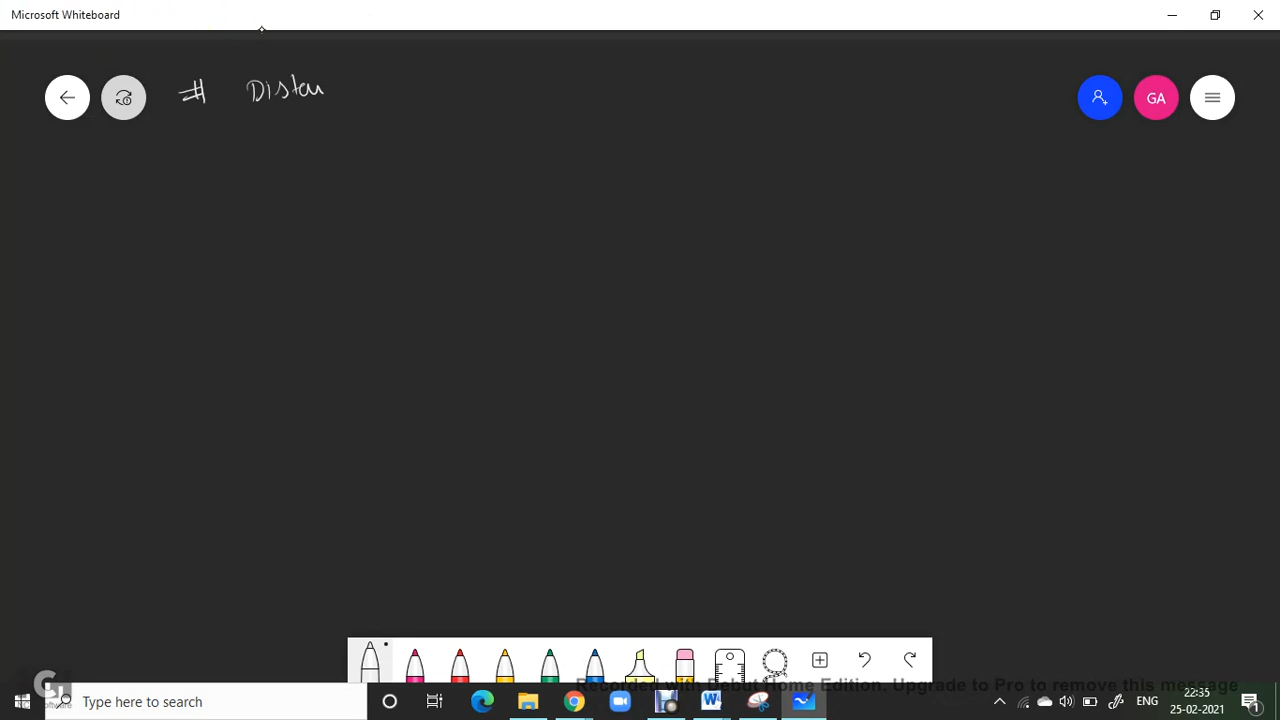 Microsoft Whiteboard
# Distan
GA
Recorded with Debut Home Edition. Upgrade to Pro to remove this message
Type here to search
ENG
22:35
25-02-2021